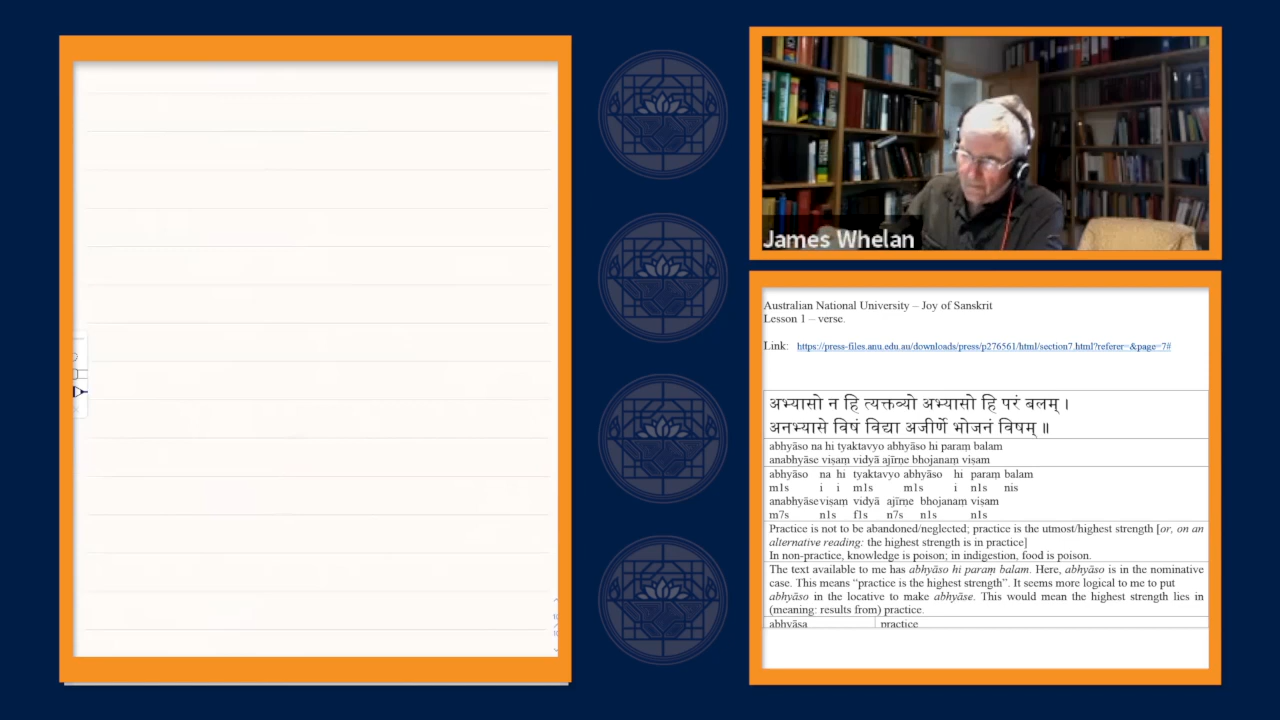 James Whelan
Australian National University – Joy of Sanskrit
Lesson 1 – verse.
Link: https://press-files.anu.edu.au/downloads/press/p276561/html/section7.html?referer=&page=7#
अभ्यासो न हि त्यक्तव्यो अभ्यासो हि परं बलम् ।
अनभ्यासे विषं विद्या अजीर्णे भोजनं विषम् ॥
abhyāso na hi tyaktavyo abhyāso hi paraṃ balam
anabhyāse viṣaṃ vidyā ajīrṇe bhojanaṃ viṣam
abhyāso na hi tyaktavyo abhyāso hi paraṃ balam
m1s i i m1s m1s i n1s nis
anabhyāse viṣaṃ vidyā ajīrṇe bhojanaṃ viṣam
m7s n1s f1s n7s n1s n1s
Practice is not to be abandoned/neglected; practice is the utmost/highest strength [or, on an
alternative reading: the highest strength is in practice]
In non-practice, knowledge is poison; in indigestion, food is poison.
The text available to me has abhyāso hi paraṃ balam. Here, abhyāso is in the nominative
case. This means “practice is the highest strength”. It seems more logical to me to put
abhyāso in the locative to make abhyāse. This would mean the highest strength lies in
(meaning: results from) practice.
abhyāsa practice